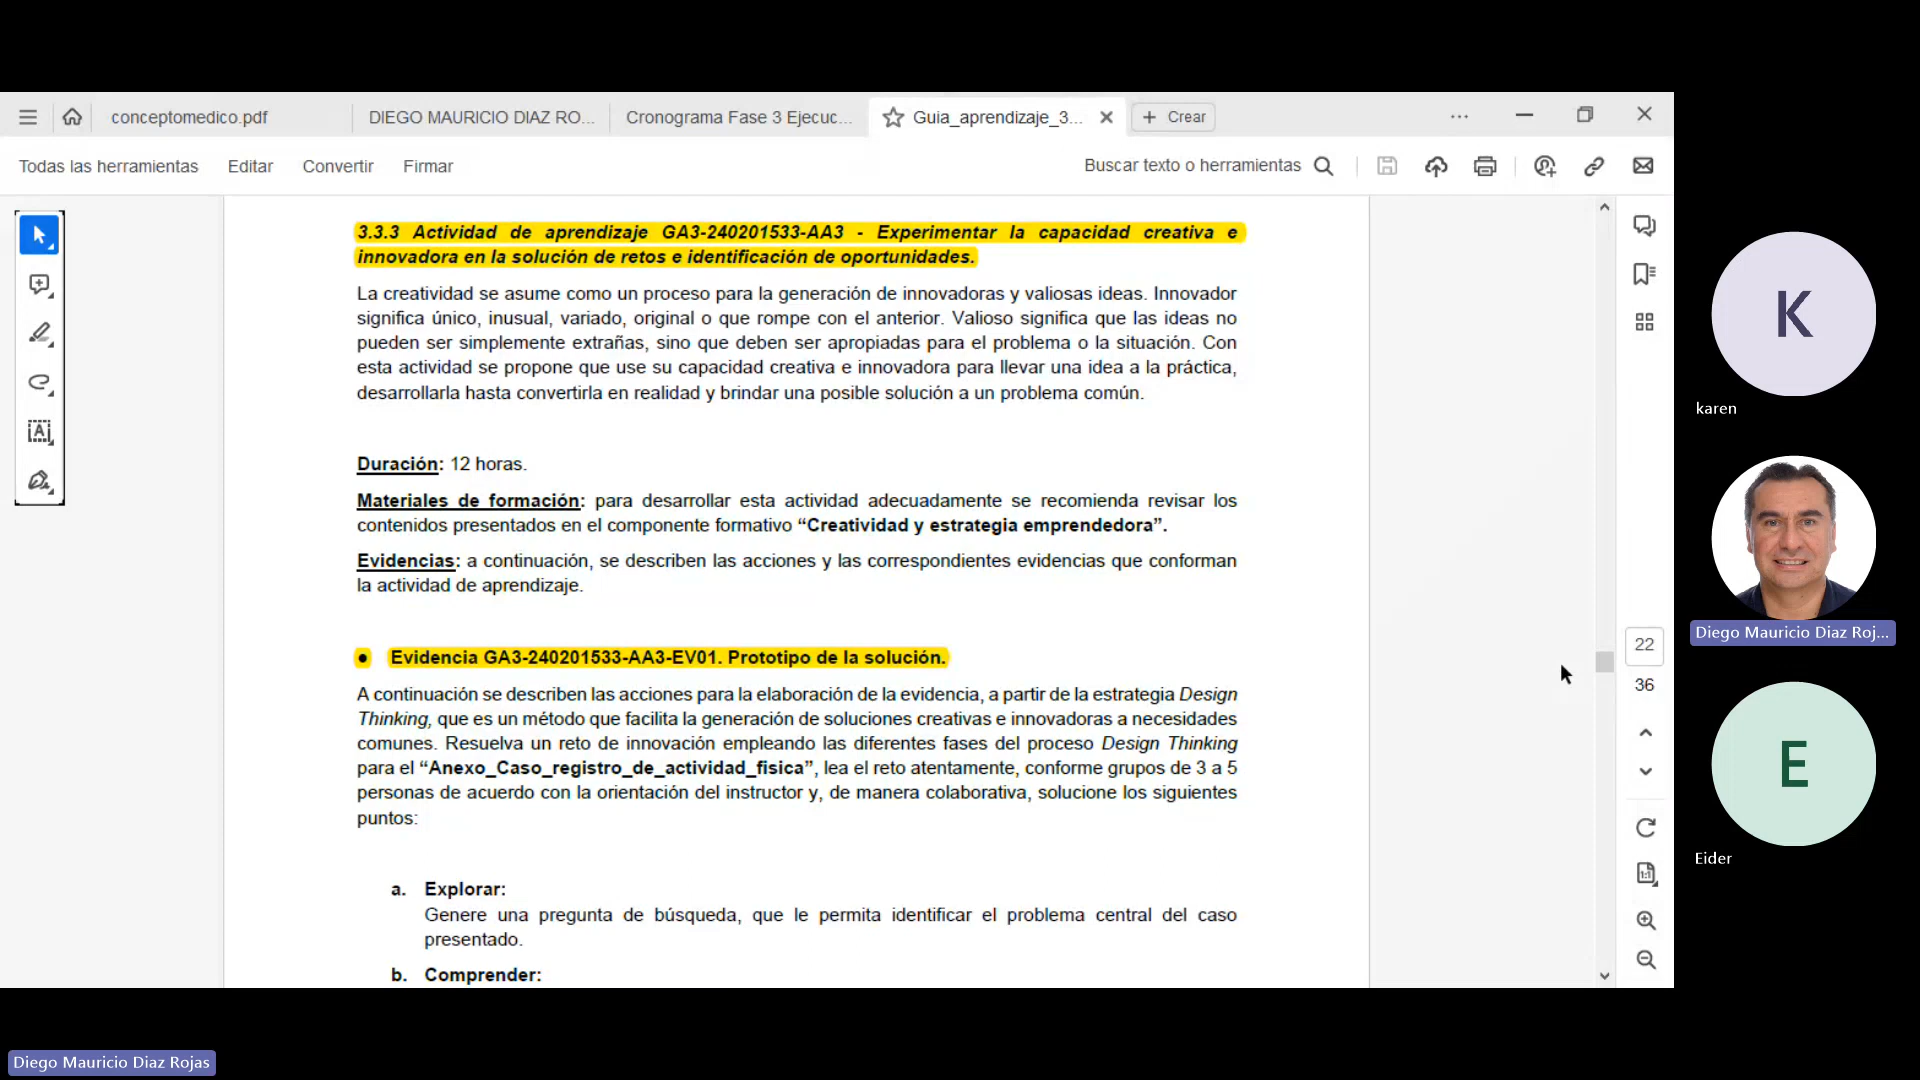 conceptomedico.pdf
DIEGO MAURICIO DIAZ RO...
Cronograma Fase 3 Ejecuc...
Guia_aprendizaje_3...
Crear
Todas las herramientas
Editar
Convertir
Firmar
Buscar texto o herramientas
3.3.3 Actividad de aprendizaje GA3-240201533-AA3 - Experimentar la capacidad creativa e
innovadora en la solución de retos e identificación de oportunidades.
La creatividad se asume como un proceso para la generación de innovadoras y valiosas ideas. Innovador
significa único, inusual, variado, original o que rompe con el anterior. Valioso significa que las ideas no
pueden ser simplemente extrañas, sino que deben ser apropiadas para el problema o la situación. Con
esta actividad se propone que use su capacidad creativa e innovadora para llevar una idea a la práctica,
desarrollarla hasta convertirla en realidad y brindar una posible solución a un problema común.
Duración: 12 horas.
Materiales de formación: para desarrollar esta actividad adecuadamente se recomienda revisar los
contenidos presentados en el componente formativo “Creatividad y estrategia emprendedora”.
Evidencias: a continuación, se describen las acciones y las correspondientes evidencias que conforman
la actividad de aprendizaje.
● Evidencia GA3-240201533-AA3-EV01. Prototipo de la solución.
A continuación se describen las acciones para la elaboración de la evidencia, a partir de la estrategia Design
Thinking, que es un método que facilita la generación de soluciones creativas e innovadoras a necesidades
comunes. Resuelva un reto de innovación empleando las diferentes fases del proceso Design Thinking
para el “Anexo_Caso_registro_de_actividad_fisica”, lea el reto atentamente, conforme grupos de 3 a 5
personas de acuerdo con la orientación del instructor y, de manera colaborativa, solucione los siguientes
puntos:
a. Explorar:
Genere una pregunta de búsqueda, que le permita identificar el problema central del caso
presentado.
b. Comprender:
22
36
K
karen
Diego Mauricio Diaz Roj...
E
Eider
Diego Mauricio Diaz Rojas